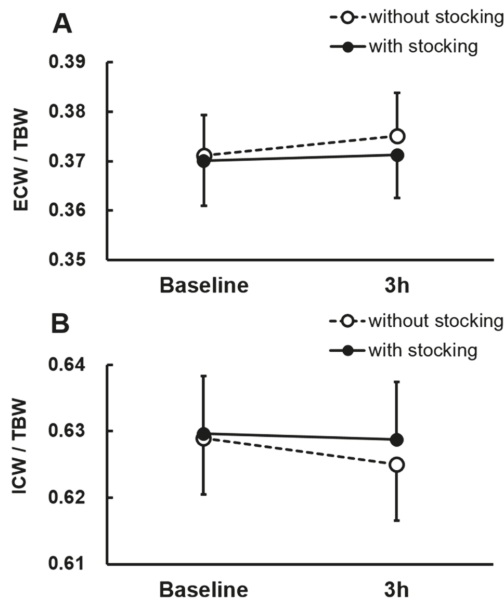 A
without stocking
with stocking
ECW / TBW
0.39
0.38
0.37
0.36
0.35
Baseline 3h
B
without stocking
with stocking
ICW / TBW
0.64
0.63
0.62
0.61
Baseline 3h